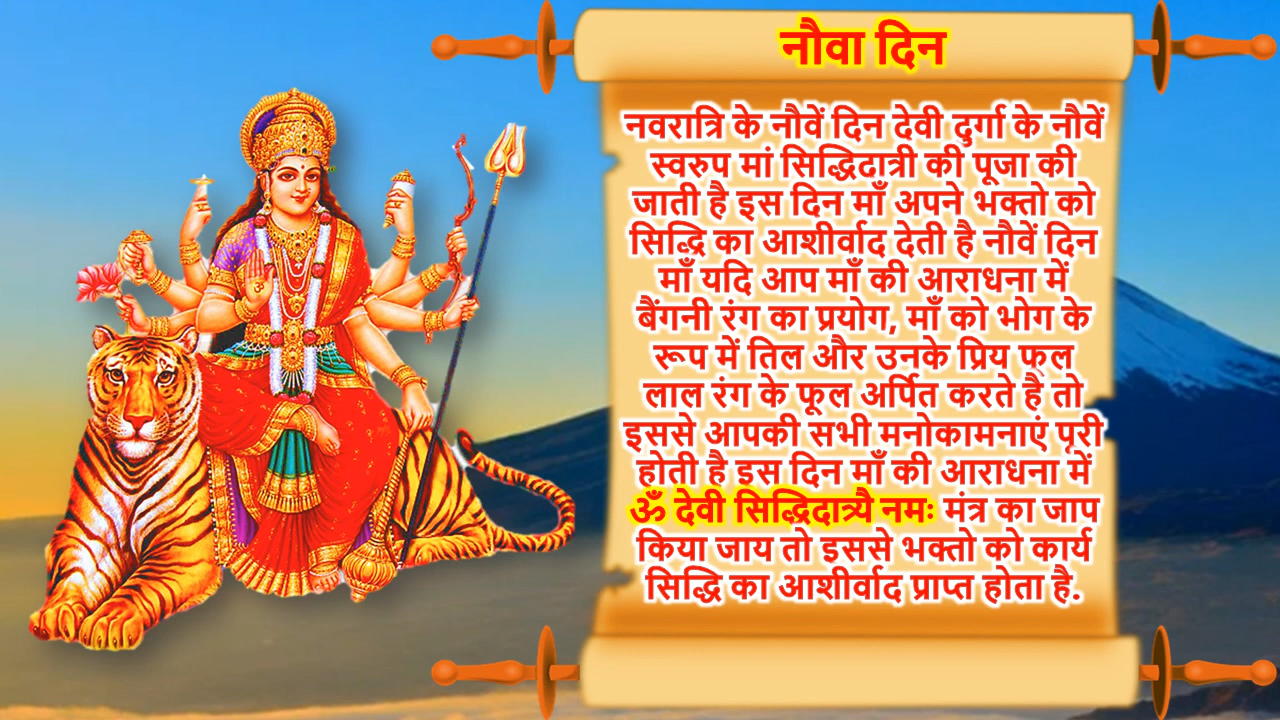 नौवा दिन
नवरात्रि के नौवें दिन देवी दुर्गा के नौवें
स्वरुप मां सिद्धिदात्री की पूजा की
जाती है इस दिन माँ अपने भक्तो को
सिद्धि का आशीर्वाद देती है नौवें दिन
माँ यदि आप माँ की आराधना में
बैंगनी रंग का प्रयोग, माँ को भोग के
रूप में तिल और उनके प्रिय फूल
लाल रंग के फूल अर्पित करते है तो
इससे आपकी सभी मनोकामनाएं पूरी
होती है इस दिन माँ की आराधना में
ॐ देवी सिद्धिदात्र्यै नमः मंत्र का जाप
किया जाय तो इससे भक्तो को कार्य
सिद्धि का आशीर्वाद प्राप्त होता है.